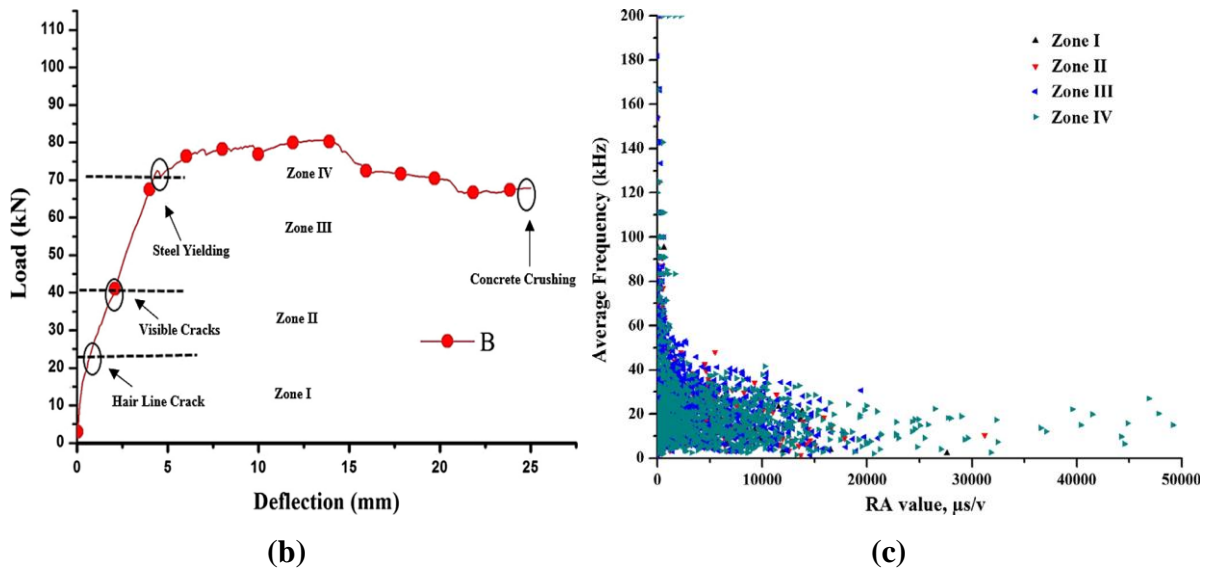 110
100
90
80
70
60
50
40
30
20
10
0
Load (kN)
Zone IV
Steel Yielding
Zone III
Concrete Crushing
Visible Cracks
Zone II
B
Hair Line Crack
Zone I
0 5 10 15 20 25
Deflection (mm)
(b)
200
180
160
140
120
100
80
60
40
20
0
Average Frequency (kHz)
Zone I
Zone II
Zone III
Zone IV
0 10000 20000 30000 40000 50000
RA value, µs/v
(c)